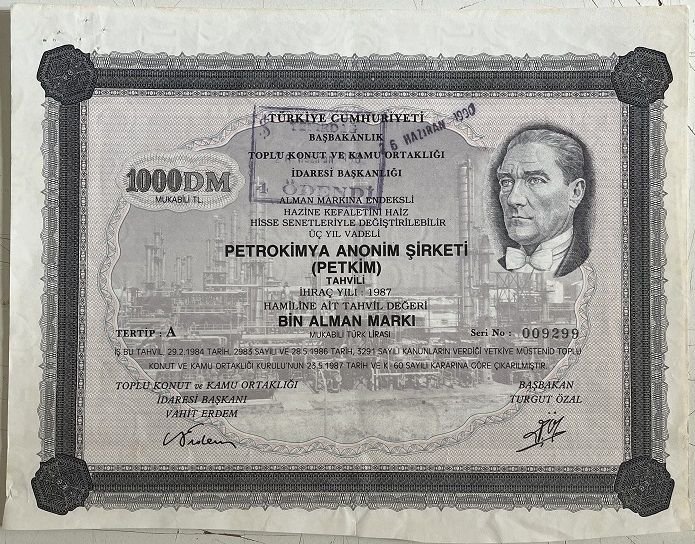 TÜRKİYE CUMHURİYETİ
BAŞBAKANLIK
TOPLU KONUT VE KAMU ORTAKLIĞI
İDARESİ BAŞKANLIĞI
ÖDENDİ
26 HAZİRAN 1990
1000DM
MUKABİLİ TL.
ALMAN MARKINA ENDEKSLİ
HAZİNE KEFALETİNİ HAİZ
HİSSE SENETLERİYLE DEĞİŞTİRİLEBİLİR
ÜÇ YIL VADELİ
PETROKİMYA ANONİM ŞİRKETİ
(PETKİM)
TAHVİLİ
İHRAÇ YILI : 1987
HAMİLİNE AİT TAHVİL DEĞERİ
BİN ALMAN MARKI
MUKABİLİ TÜRK LİRASI
TERTİP : A
Seri No : 009299
İŞ BU TAHVİL, 29.2.1984 TARİH, 2983 SAYILI VE 28.5.1986 TARİH, 3291 SAYILI KANUNLARIN VERDİĞİ YETKİYE MÜSTENİD TOPLU
KONUT VE KAMU ORTAKLIĞI KURULU'NUN 23.5.1987 TARİH VE K- 60 SAYILI KARARINA GÖRE ÇIKARILMIŞTIR.
TOPLU KONUT VE KAMU ORTAKLIĞI
İDARESİ BAŞKANI
VAHİT ERDEM
BAŞBAKAN
TURGUT ÖZAL